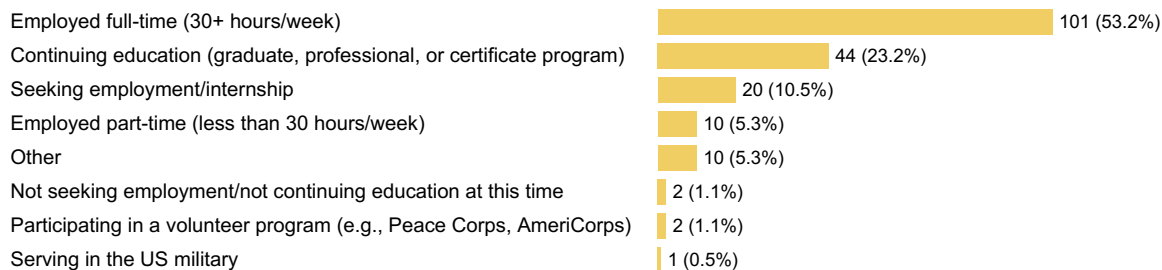 Employed full-time (30+ hours/week) 101 (53.2%)
Continuing education (graduate, professional, or certificate program) 44 (23.2%)
Seeking employment/internship 20 (10.5%)
Employed part-time (less than 30 hours/week) 10 (5.3%)
Other 10 (5.3%)
Not seeking employment/not continuing education at this time 2 (1.1%)
Participating in a volunteer program (e.g., Peace Corps, AmeriCorps) 2 (1.1%)
Serving in the US military 1 (0.5%)